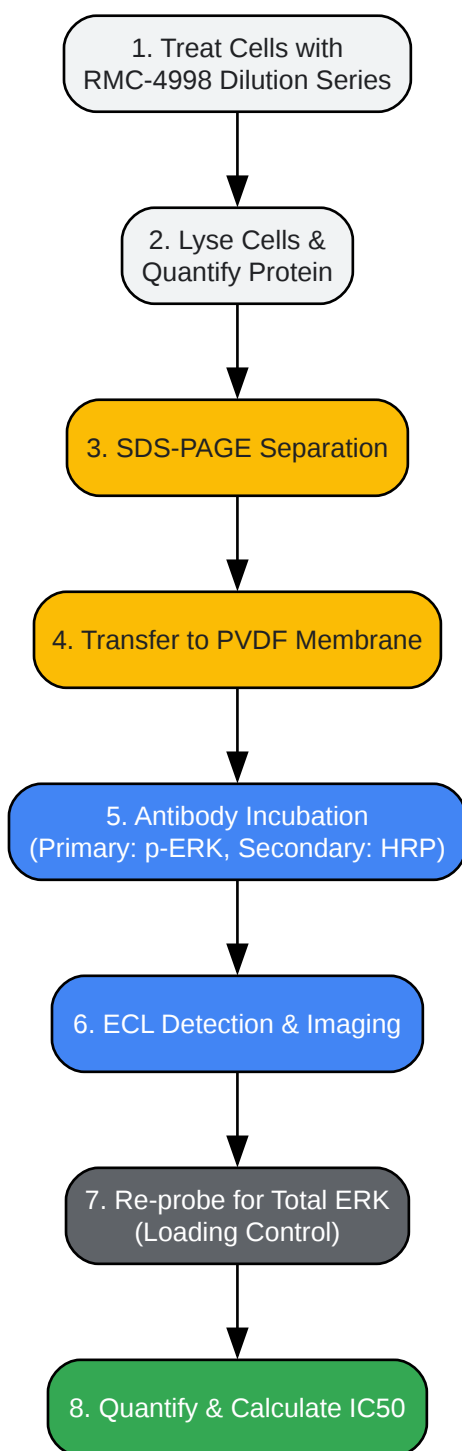 1. Treat Cells with
RMC-4998 Dilution Series
2. Lyse Cells &
Quantify Protein
3. SDS-PAGE Separation
4. Transfer to PVDF Membrane
5. Antibody Incubation
(Primary: p-ERK, Secondary: HRP)
6. ECL Detection & Imaging
7. Re-probe for Total ERK
(Loading Control)
8. Quantify & Calculate IC50